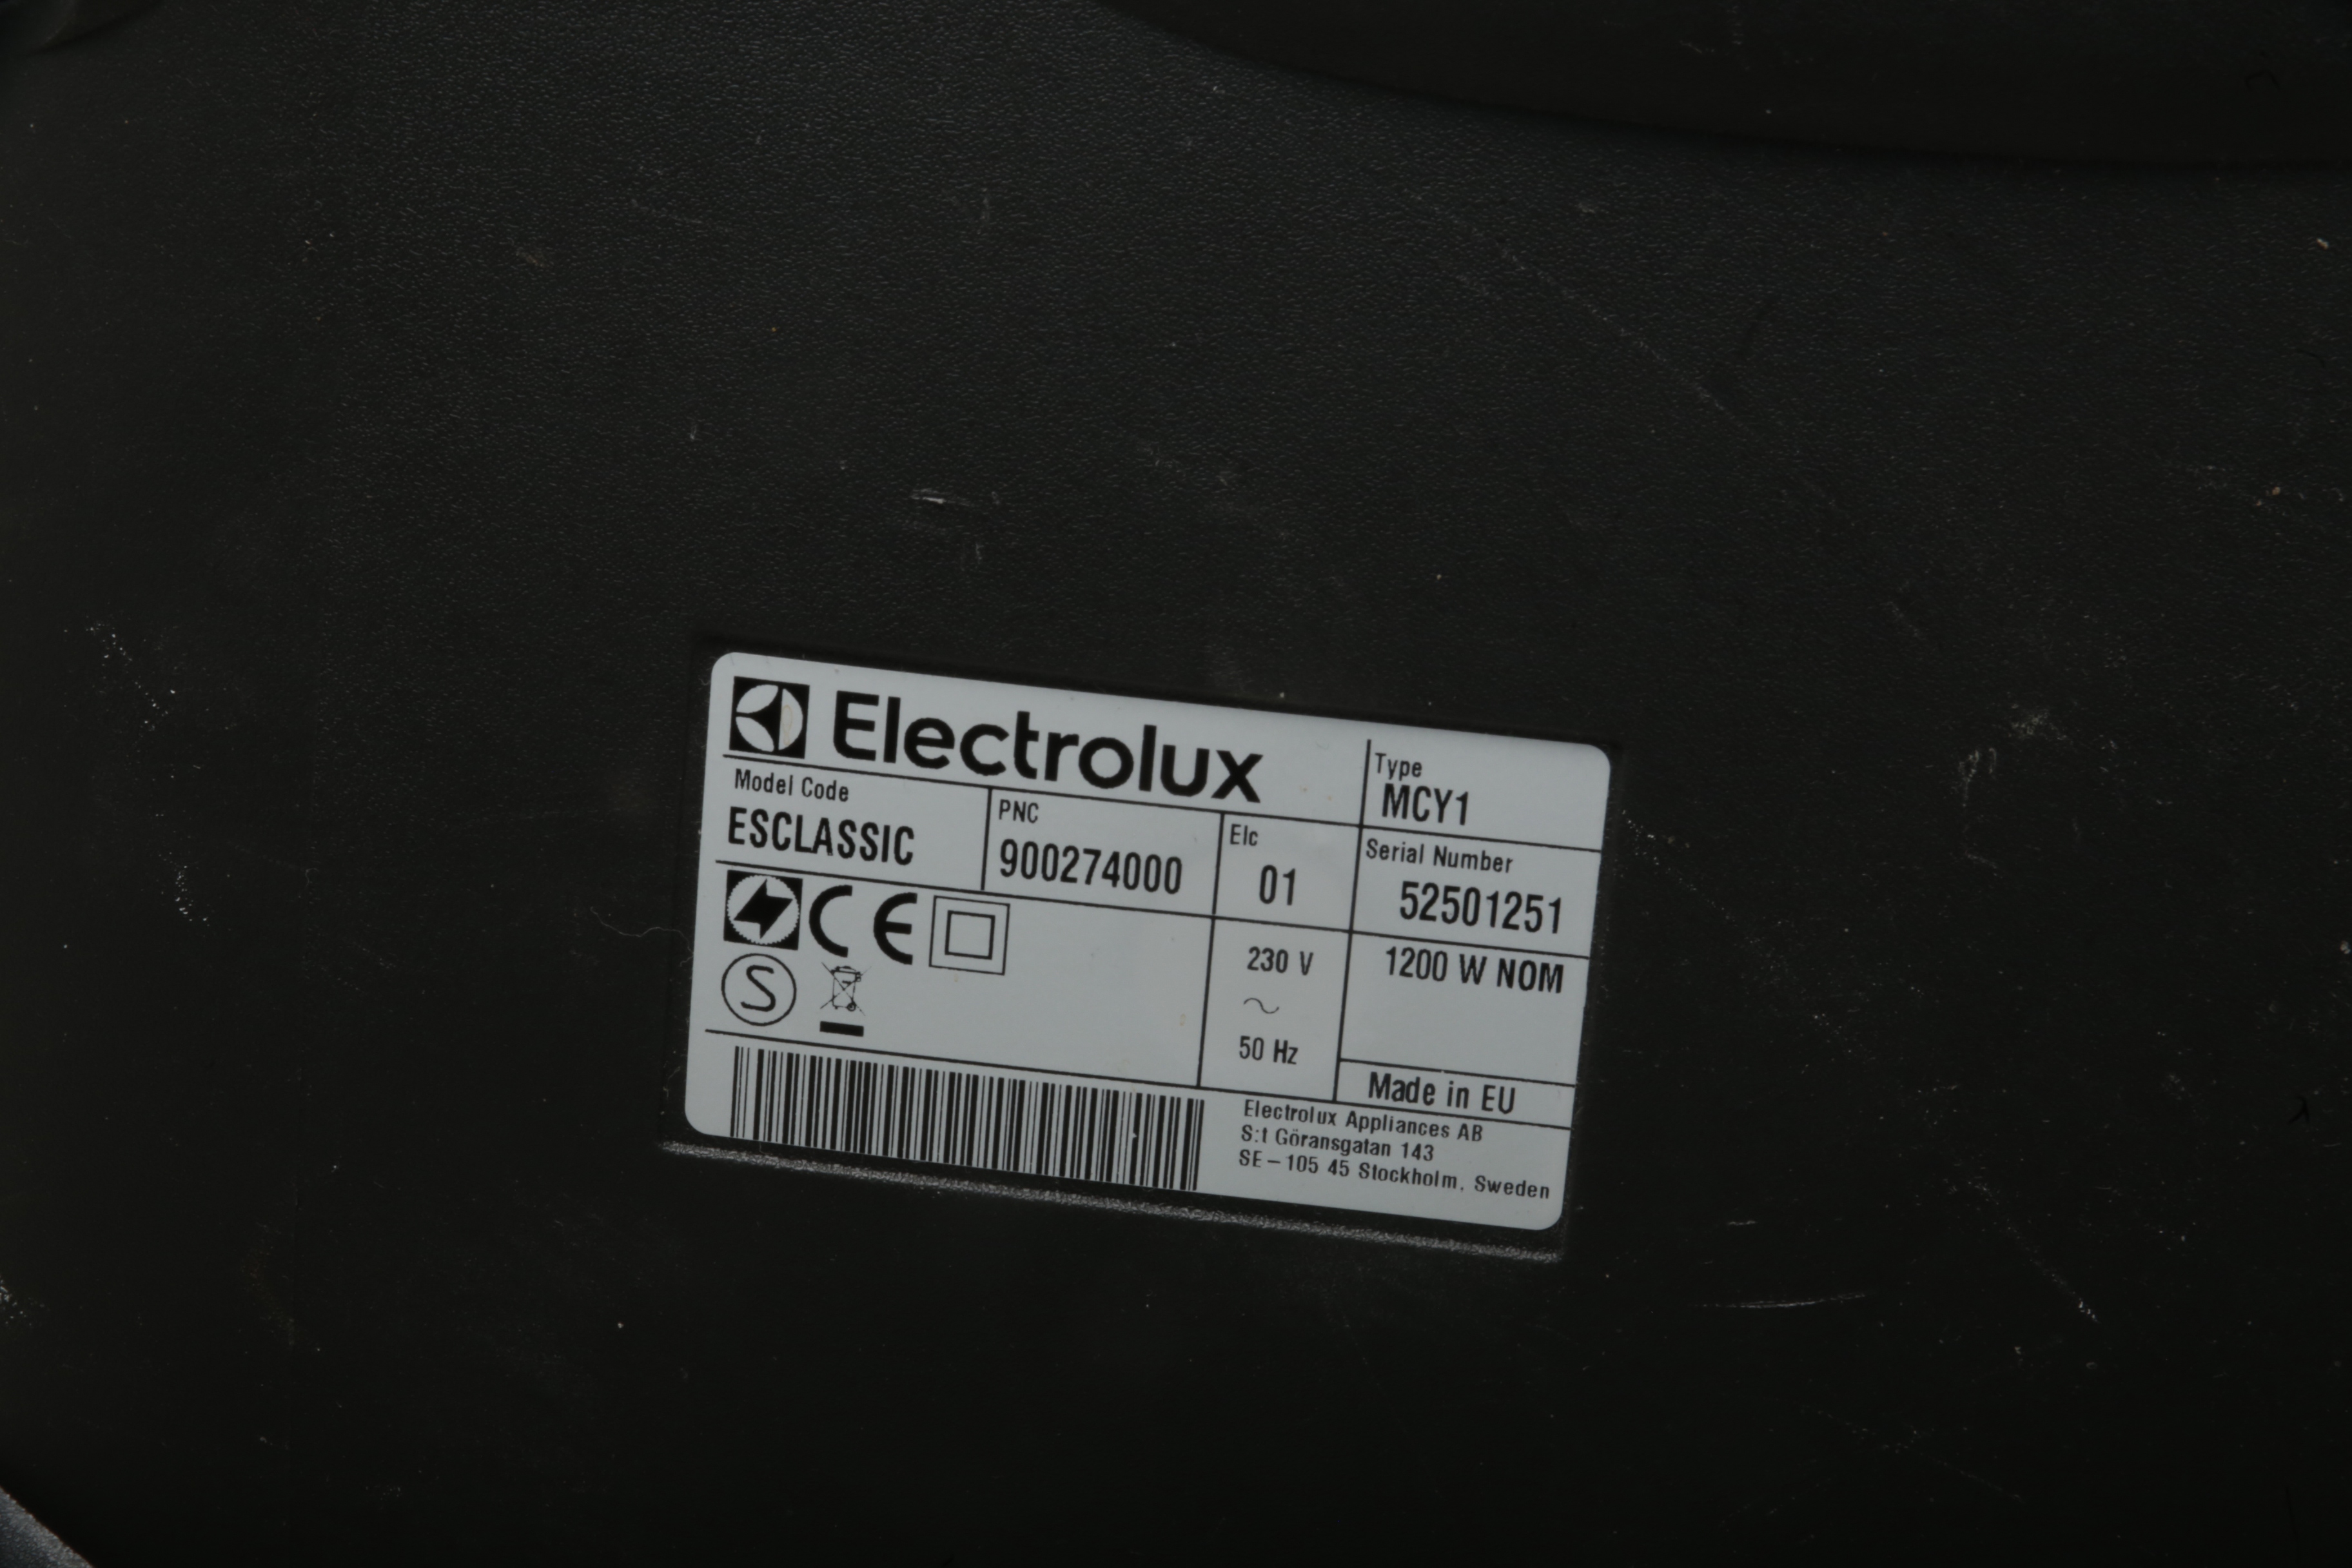 Electrolux
Type
MCY1
Model Code
ESCLASSIC
PNC
900274000
Elc
01
Serial Number
52501251
CE
S
230 V
~
50 Hz
1200 W NOM
Made in EU
Electrolux Appliances AB
S:t Göransgatan 143
SE–105 45 Stockholm, Sweden